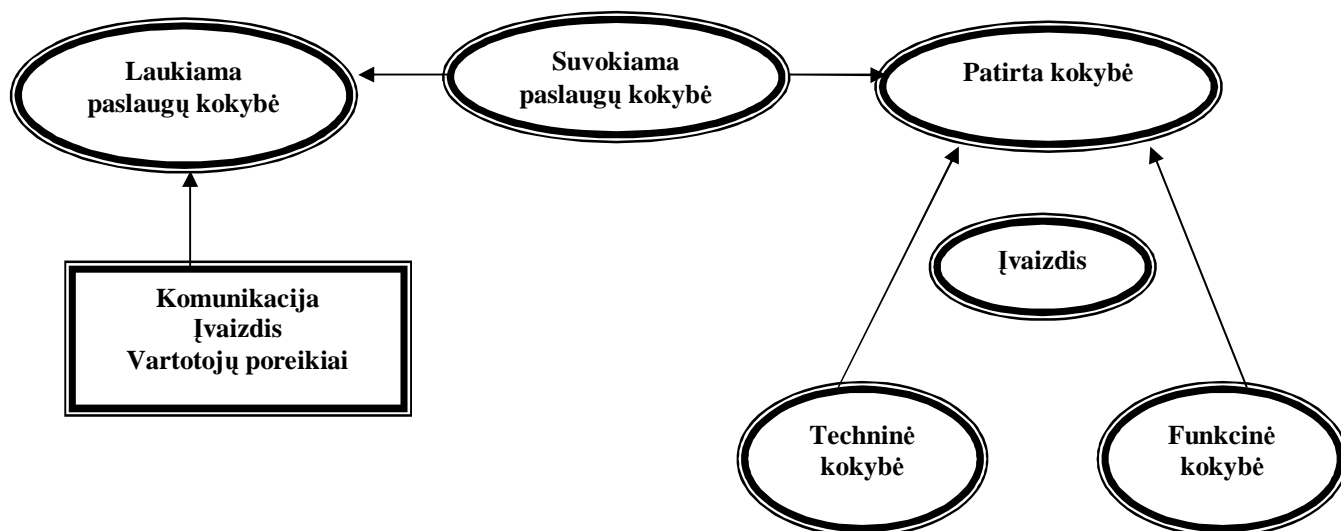 Laukiama
paslaugų kokybė
Suvokiama
paslaugų kokybė
Patirta kokybė
Įvaizdis
Komunikacija
Įvaizdis
Vartotojų poreikiai
Techninė
kokybė
Funkcinė
kokybė